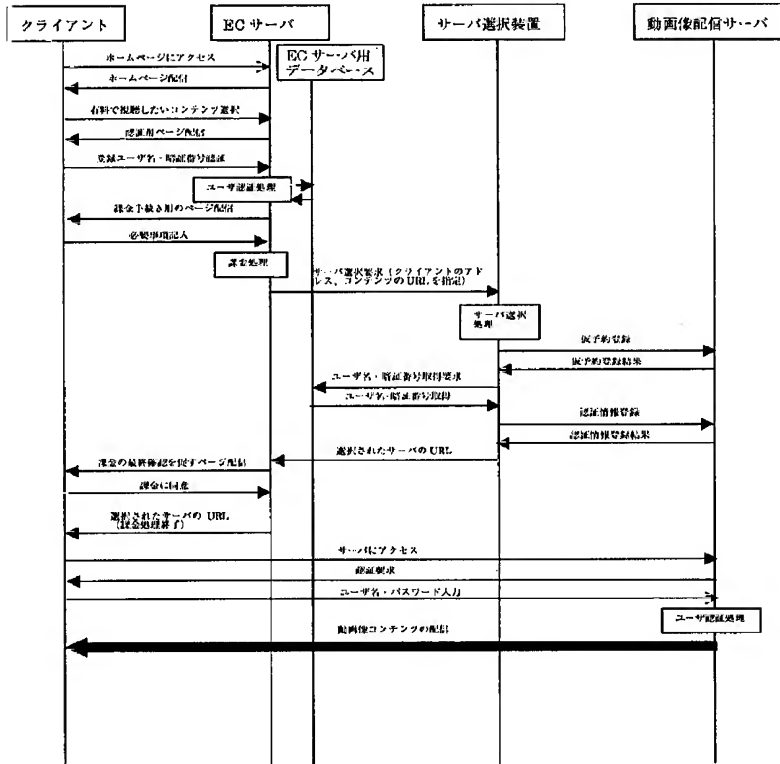 クライアント
ECサーバ
サーバ選択装置
動画像配信サーバ
ECサーバ用
データベース
ホームページにアクセス
ホームページ配信
有料で視聴したいコンテンツ選択
認証用ページ配信
登録ユーザ名・暗証番号認証
ユーザ認証処理
課金手続き用のページ配信
必要事項記入
課金処理
サーバ選択要求(クライアントのアド
レス、コンテンツのURLを指定)
サーバ選択
処理
仮予約登録
仮予約登録結果
ユーザ名・暗証番号取得要求
ユーザ名・暗証番号取得
認証情報登録
認証情報登録結果
選択されたサーバのURL
課金の最終確認を促すページ配信
課金に同意
選択されたサーバの URL
(課金処理終了)
サーバにアクセス
認証要求
ユーザ名・パスワード入力
ユーザ認証処理
動画像コンテンツの配信